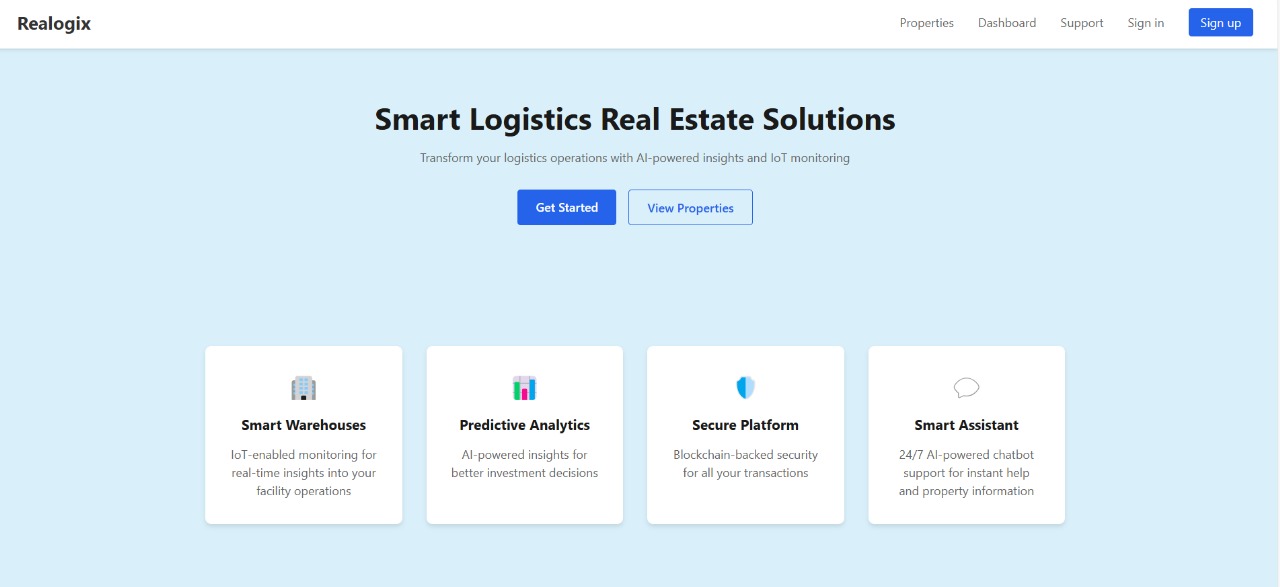 Realogix
Properties
Dashboard
Support
Sign in
Sign up
Smart Logistics Real Estate Solutions
Transform your logistics operations with AI-powered insights and IoT monitoring
Get Started
View Properties
Smart Warehouses
IoT-enabled monitoring for
real-time insights into your
facility operations
Predictive Analytics
AI-powered insights for
better investment decisions
Secure Platform
Blockchain-backed security
for all your transactions
Smart Assistant
24/7 AI-powered chatbot
support for instant help
and property information